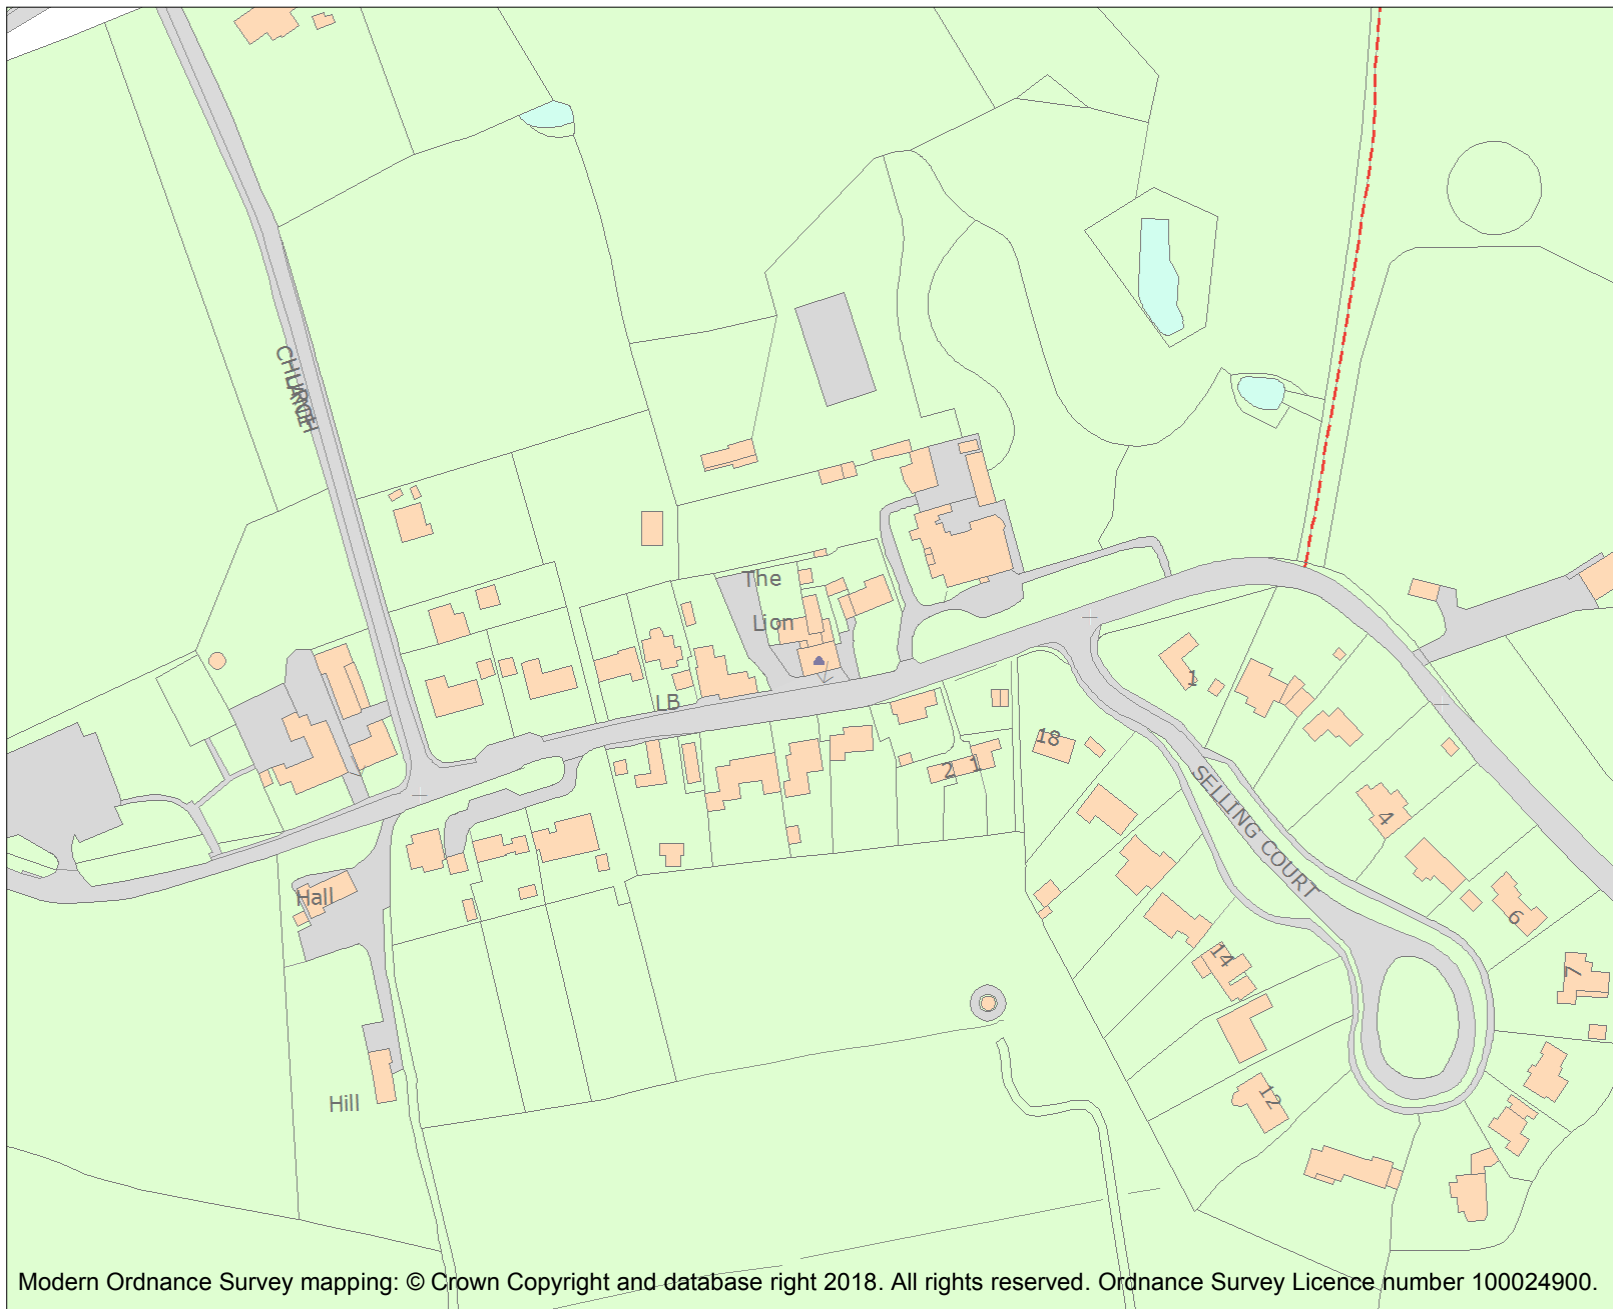 CHURCH
LANE
The
Lion
LB
1
18
2
1
SELLING COURT
4
6
Hall
14
7
Hill
12
Modern Ordnance Survey mapping: © Crown Copyright and database right 2018. All rights reserved. Ordnance Survey Licence number 100024900.